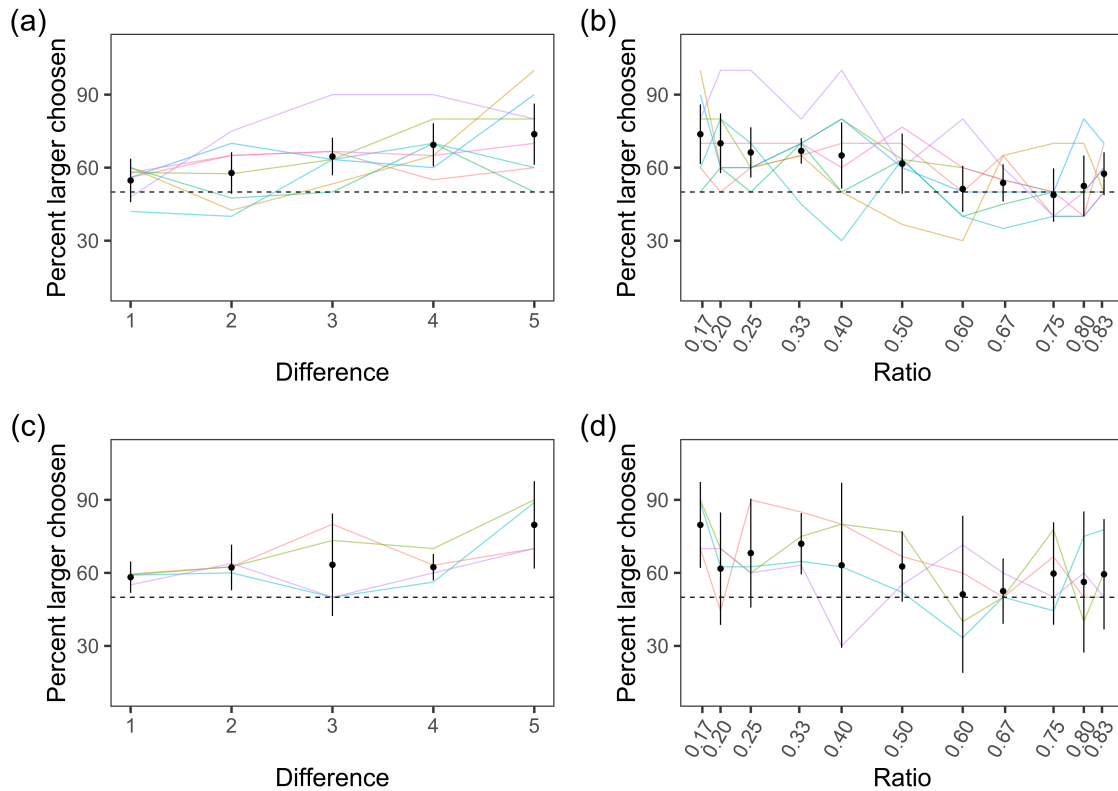 (a)
Percent larger choosen
90
60
30
1 2 3 4 5
Difference
(b)
Percent larger choosen
90
60
30
0.17 0.20 0.25 0.33 0.40 0.50 0.60 0.67 0.75 0.80 0.83
Ratio
(c)
Percent larger choosen
90
60
30
1 2 3 4 5
Difference
(d)
Percent larger choosen
90
60
30
0.17 0.20 0.25 0.33 0.40 0.50 0.60 0.67 0.75 0.80 0.83
Ratio